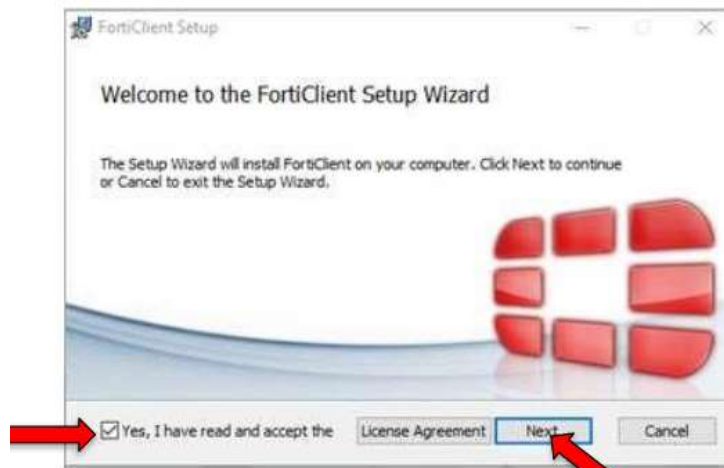 FortiClient Setup
Welcome to the FortiClient Setup Wizard
The Setup Wizard will install FortiClient on your computer. Click Next to continue
or Cancel to exit the Setup Wizard.
Yes, I have read and accept the License Agreement Next Cancel